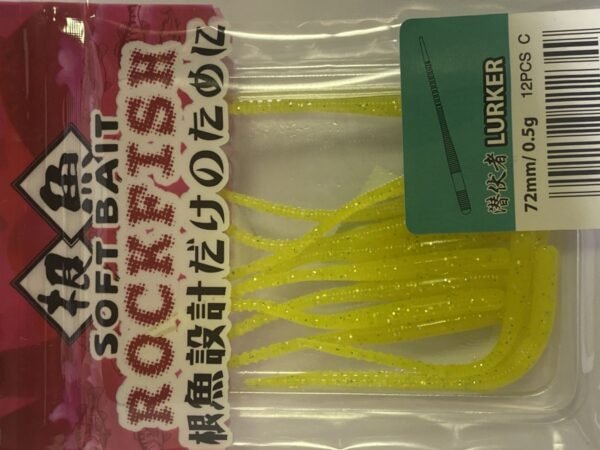 根魚
SOFT BAIT
ROCKFISH
根魚設計だけのために
潜伏者 LURKER
72mm/0.5g 12PCS C